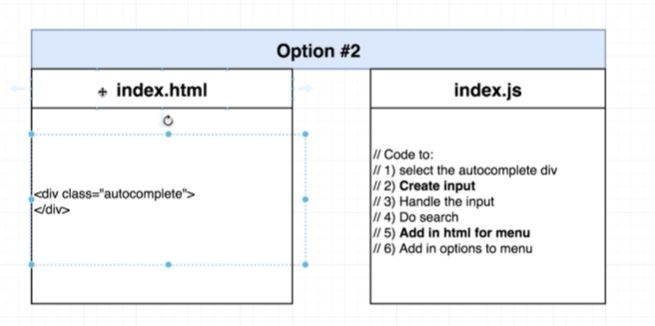 Option #2
index.html
index.js
<div class="autocomplete">
</div>
// Code to:
// 1) select the autocomplete div
// 2) Create input
// 3) Handle the input
// 4) Do search
// 5) Add in html for menu
// 6) Add in options to menu